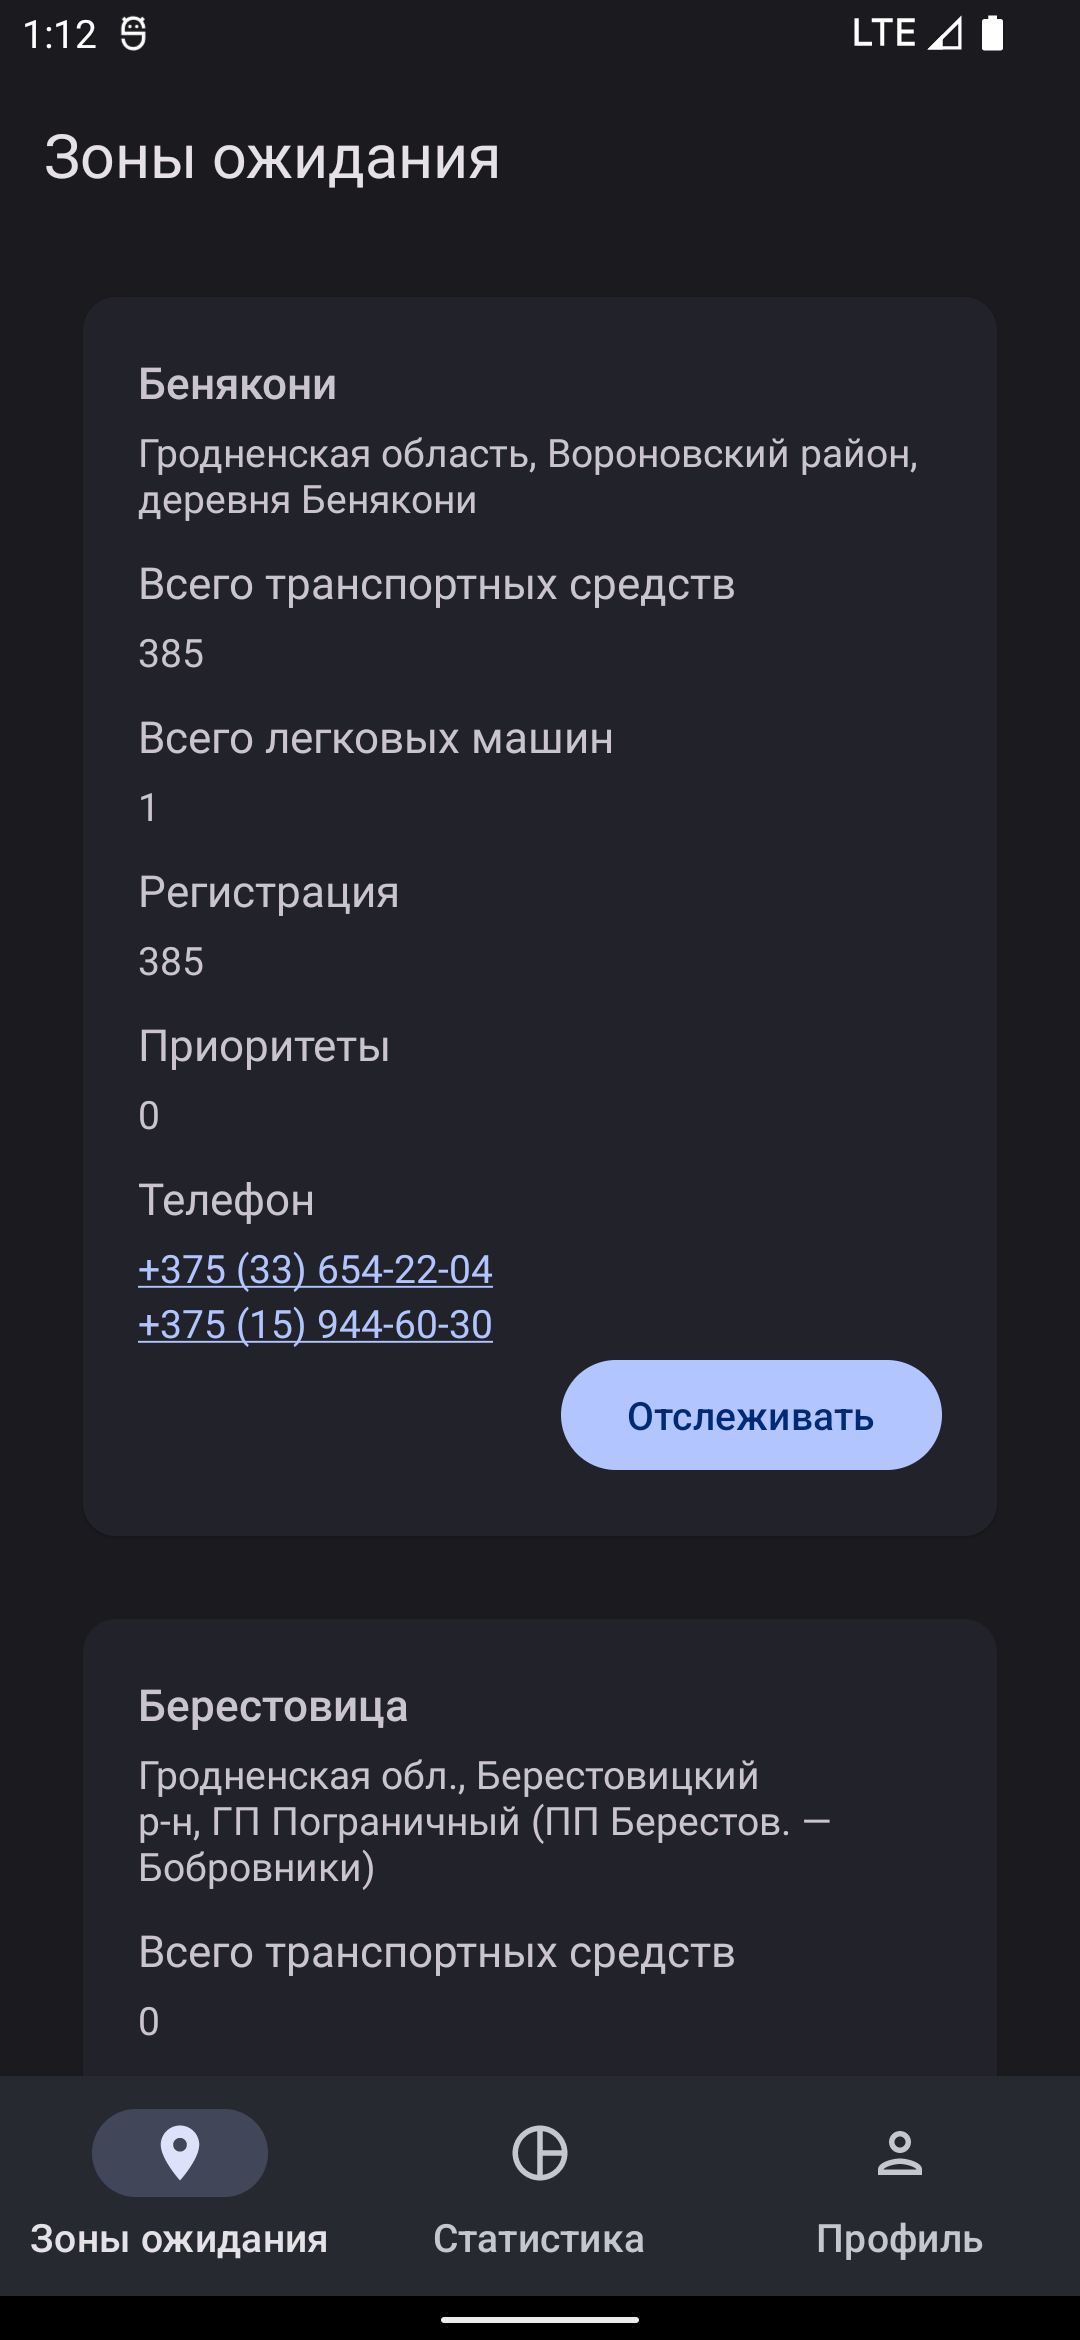 1:12
LTE
Зоны ожидания
Бенякони
Гродненская область, Вороновский район,
деревня Бенякони
Всего транспортных средств
385
Всего легковых машин
1
Регистрация
385
Приоритеты
0
Телефон
+375 (33) 654-22-04
+375 (15) 944-60-30
Отслеживать
Берестовица
Гродненская обл., Берестовицкий
р-н, ГП Пограничный (ПП Берестов. —
Бобровники)
Всего транспортных средств
0
Зоны ожидания
Статистика
Профиль